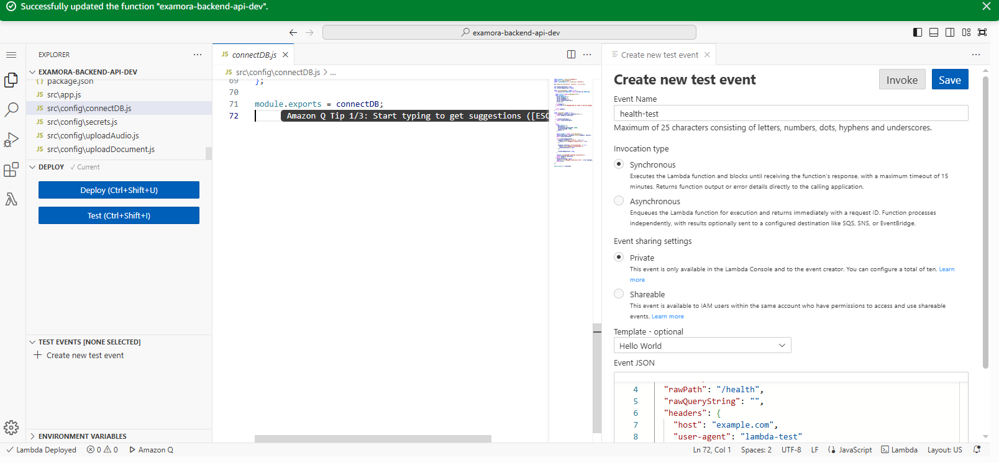 Successfully updated the function "examora-backend-api-dev".
examora-backend-api-dev
EXPLORER
EXAMORA-BACKEND-API-DEV
{} package.json
JS src\app.js
JS src\config\connectDB.js
JS src\config\secrets.js
JS src\config\uploadAudio.js
JS src\config\uploadDocument.js
DEPLOY ✓ Current
Deploy (Ctrl+Shift+U)
Test (Ctrl+Shift+I)
TEST EVENTS [NONE SELECTED]
Create new test event
ENVIRONMENT VARIABLES
JS connectDB.js
JS src\config\connectDB.js > ...
69 };
70
71 module.exports = connectDB;
72 Amazon Q Tip 1/3: Start typing to get suggestions ([ESC
Create new test event
Create new test event
Invoke
Save
Event Name
health-test
Maximum of 25 characters consisting of letters, numbers, dots, hyphens and underscores.
Invocation type
Synchronous
Executes the Lambda function and blocks until receiving the function's response, with a maximum timeout of 15
minutes. Returns function output or error details directly to the calling application.
Asynchronous
Enqueues the Lambda function for execution and returns immediately with a request ID. Function processes
independently, with results optionally sent to a configured destination like SQS, SNS, or EventBridge.
Event sharing settings
Private
This event is only available in the Lambda Console and to the event creator. You can configure a total of ten. Learn
more
Shareable
This event is available to IAM users within the same account who have permissions to access and use shareable
events. Learn more
Template - optional
Hello World
Event JSON
4 "rawPath": "/health",
5 "rawQueryString": "",
6 "headers": {
7 "host": "example.com",
8 "user-agent": "lambda-test"
Lambda Deployed
0 0
Amazon Q
Ln 72, Col 1
Spaces: 2
UTF-8
LF
JavaScript
Lambda
Layout: US